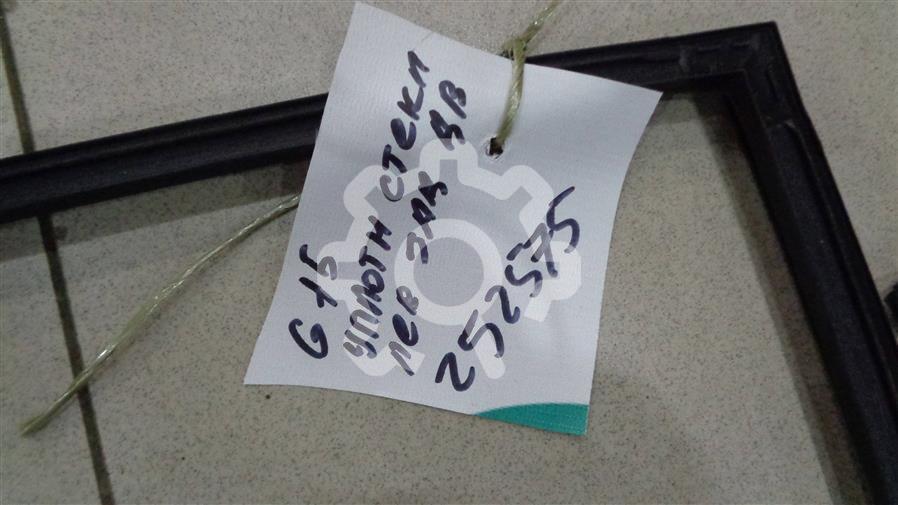 G15
уплотн стекл
лев зад дв
252575